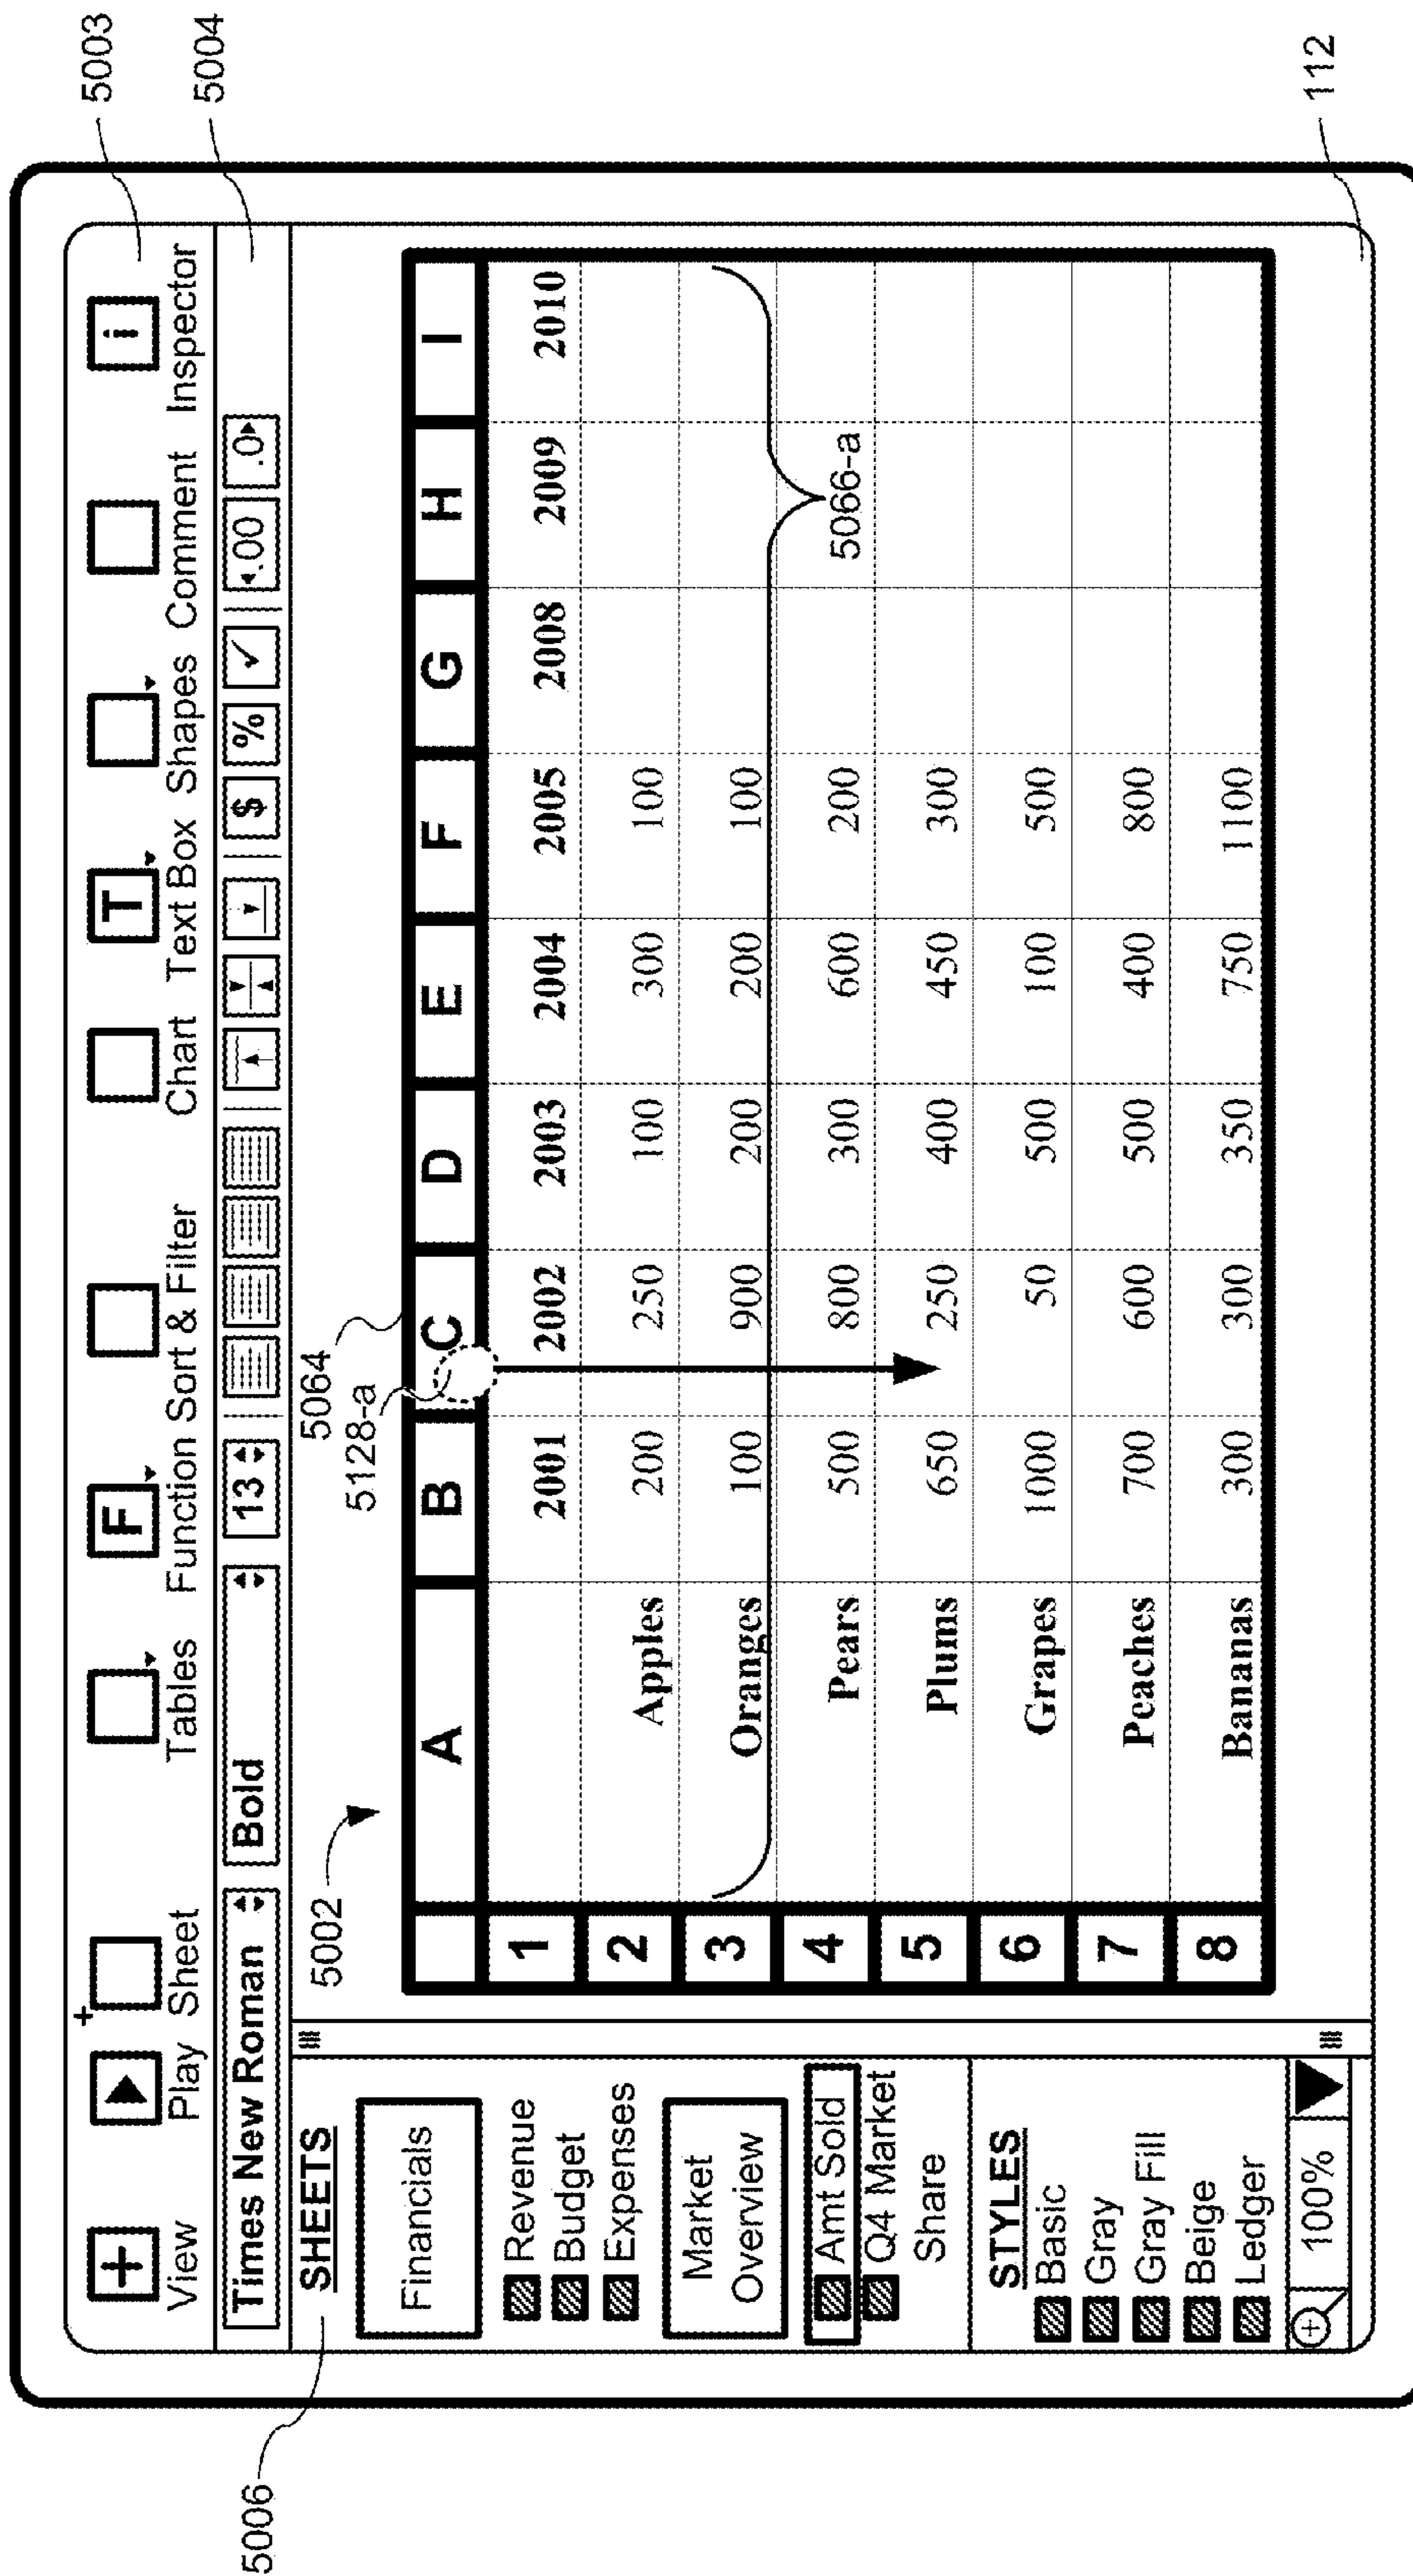 5003
5004
View Play Sheet Tables Function Sort & Filter Chart Text Box Shapes Comment Inspector
+ + F T i
Times New Roman Bold 13 $ % ✓ .00 .0
5006
SHEETS
Financials
Revenue
Budget
Expenses
Market
Overview
Amt Sold
Q4 Market
Share
STYLES
Basic
Gray
Gray Fill
Beige
Ledger
100%
5002
5064
5128-a
A B C D E F G H I
1 2001 2002 2003 2004 2005 2008 2009 2010
2 Apples 200 250 100 300 100
3 Oranges 100 900 200 200 100
4 Pears 500 800 300 600 200
5 Plums 650 250 400 450 300
6 Grapes 1000 50 500 100 500
7 Peaches 700 600 500 400 800
8 Bananas 300 300 350 750 1100
5066-a
112